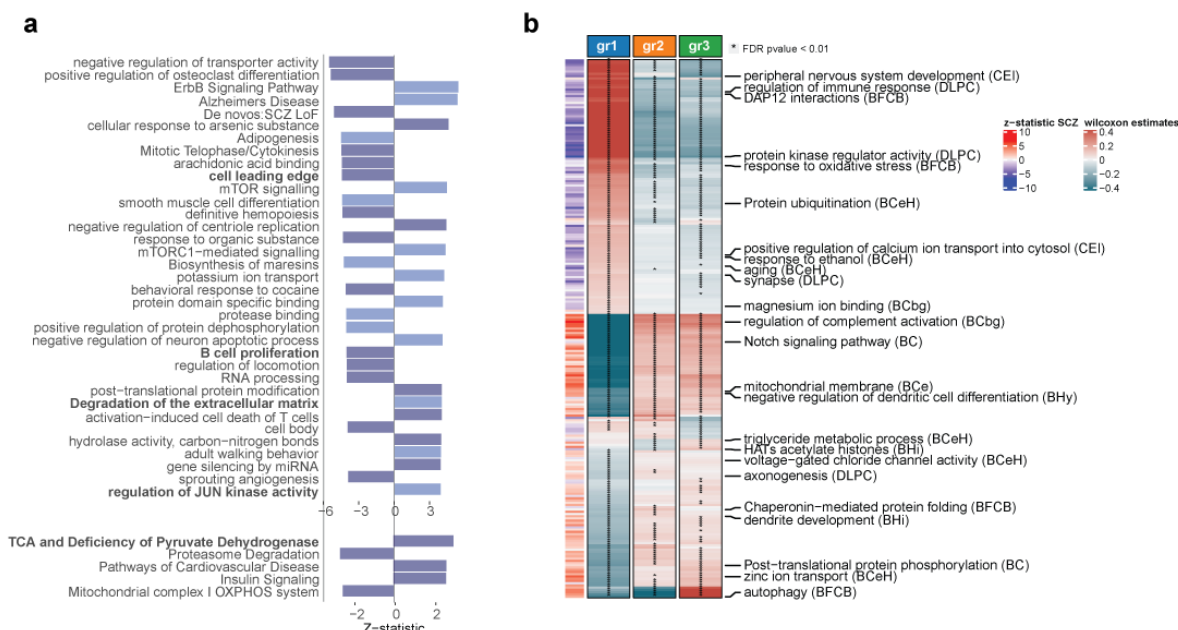 a
negative regulation of transporter activity
positive regulation of osteoclast differentiation
ErbB Signaling Pathway
Alzheimers Disease
De novos:SCZ LoF
cellular response to arsenic substance
Adipogenesis
Mitotic Telophase/Cytokinesis
arachidonic acid binding
cell leading edge
mTOR signalling
smooth muscle cell differentiation
definitive hemopoiesis
negative regulation of centriole replication
response to organic substance
mTORC1-mediated signalling
Biosynthesis of maresins
potassium ion transport
behavioral response to cocaine
protein domain specific binding
protease binding
positive regulation of protein dephosphorylation
negative regulation of neuron apoptotic process
B cell proliferation
regulation of locomotion
RNA processing
post-translational protein modification
Degradation of the extracellular matrix
activation-induced cell death of T cells
cell body
hydrolase activity, carbon-nitrogen bonds
adult walking behavior
gene silencing by miRNA
sprouting angiogenesis
regulation of JUN kinase activity
-6 -3 0 3
TCA and Deficiency of Pyruvate Dehydrogenase
Proteasome Degradation
Pathways of Cardiovascular Disease
Insulin Signaling
Mitochondrial complex I OXPHOS system
-2 0 2
Z-statistic
b
gr1 gr2 gr3
* FDR pvalue < 0.01
peripheral nervous system development (CEl)
regulation of immune response (DLPC)
DAP12 interactions (BFCB)
protein kinase regulator activity (DLPC)
response to oxidative stress (BFCB)
Protein ubiquitination (BCeH)
positive regulation of calcium ion transport into cytosol (CEl)
response to ethanol (BCeH)
aging (BCeH)
synapse (DLPC)
magnesium ion binding (BCbg)
regulation of complement activation (BCbg)
Notch signaling pathway (BC)
mitochondrial membrane (BCe)
negative regulation of dendritic cell differentiation (BHy)
triglyceride metabolic process (BCeH)
HATs acetylate histones (BHi)
voltage-gated chloride channel activity (BCeH)
axonogenesis (DLPC)
Chaperonin-mediated protein folding (BFCB)
dendrite development (BHi)
Post-translational protein phosphorylation (BC)
zinc ion transport (BCeH)
autophagy (BFCB)
z-statistic SCZ wilcoxon estimates
10 0.4
5 0.2
0 0
-5 -0.2
-10 -0.4